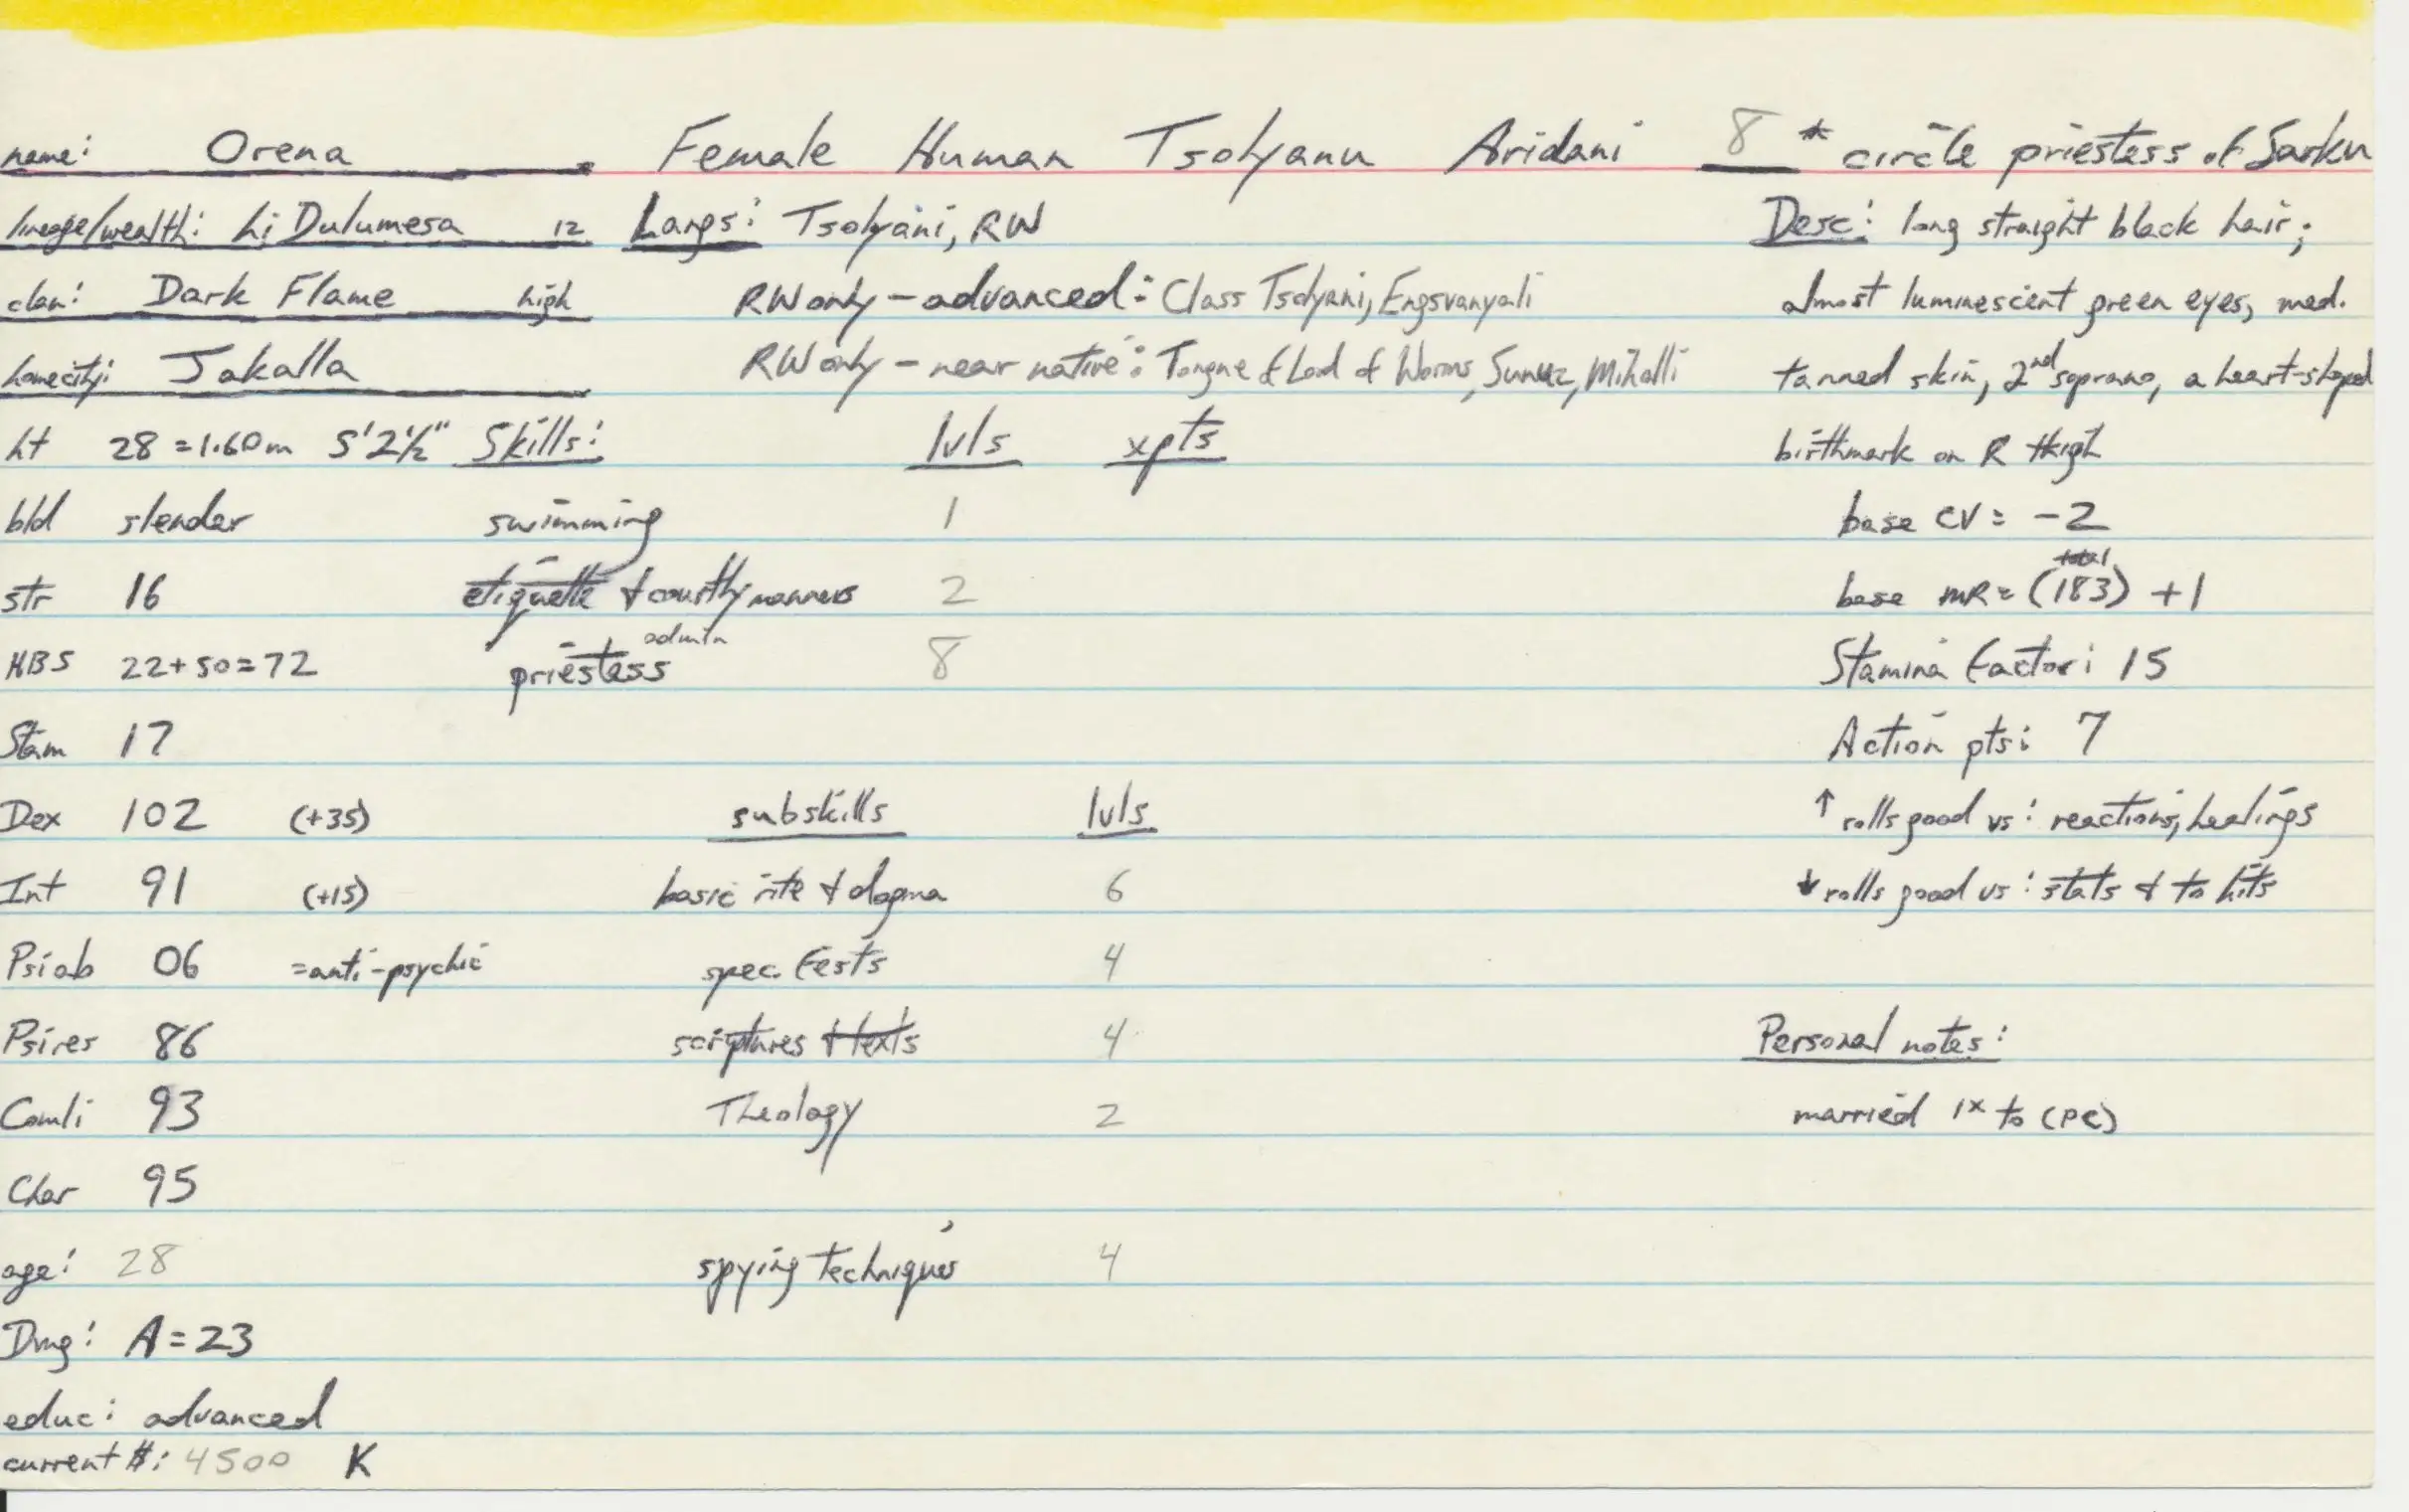 name: Orena Female Human Tsolyanu Aridani 8 * circle priestess of Sarku
lineage/wealth: hi Dulumesa 12 Langs: Tsolyani, RW Desc: long straight black hair;
clan: Dark Flame high RW only - advanced: Class Tsolyani, Engsvanyali almost luminescent green eyes, med.
homecity: Jakalla RW only - near native: Tongue of Lord of Worms, Sunuz, Mihalli tanned skin, 2nd soprano, a heart-shaped
ht 28 = 1.60m 5'2½" Skills: lvls xpts birthmark on R thigh
bld slender swimming 1 base CV = -2
total
str 16 etiquette & courtly manners 2 base MR = (183) +1
admin
HBS 22+50=72 priestess 8 Stamina factor: 15
Stam 17 Action pts: 7
Dex 102 (+35) subskills lvls ↑ rolls good vs: reactions, healings
Int 91 (+15) basic rite & dogma 6 ↓ rolls good vs: stats & to hits
Psiab 06 =anti-psychic spec. fests 4
Psires 86 scriptures & texts 4 Personal notes:
Comli 93 Theology 2 married 1x to (PC)
Char 95
age: 28 spying techniques 4
Dmg: A=23
educ: advanced
current $: 4500 K